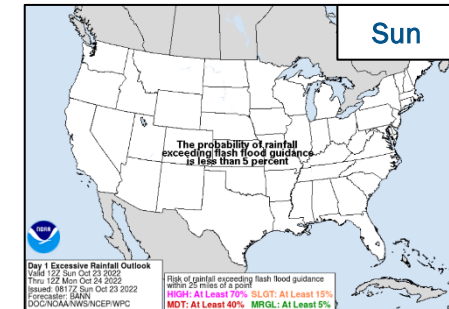 Sun
The probability of rainfall
exceeding flash flood guidance
is less than 5 percent
NOAA
Day 1 Excessive Rainfall Outlook
Valid 12Z Sun Oct 23 2022
Thru 12Z Mon Oct 24 2022
Issued: 0817Z Sun Oct 23 2022
Forecaster: BANN
DOC/NOAA/NWS/NCEP/WPC
Risk of rainfall exceeding flash flood guidance
within 25 miles of a point
HIGH: At Least 70% SLGT: At Least 15%
MDT: At Least 40% MRGL: At Least 5%